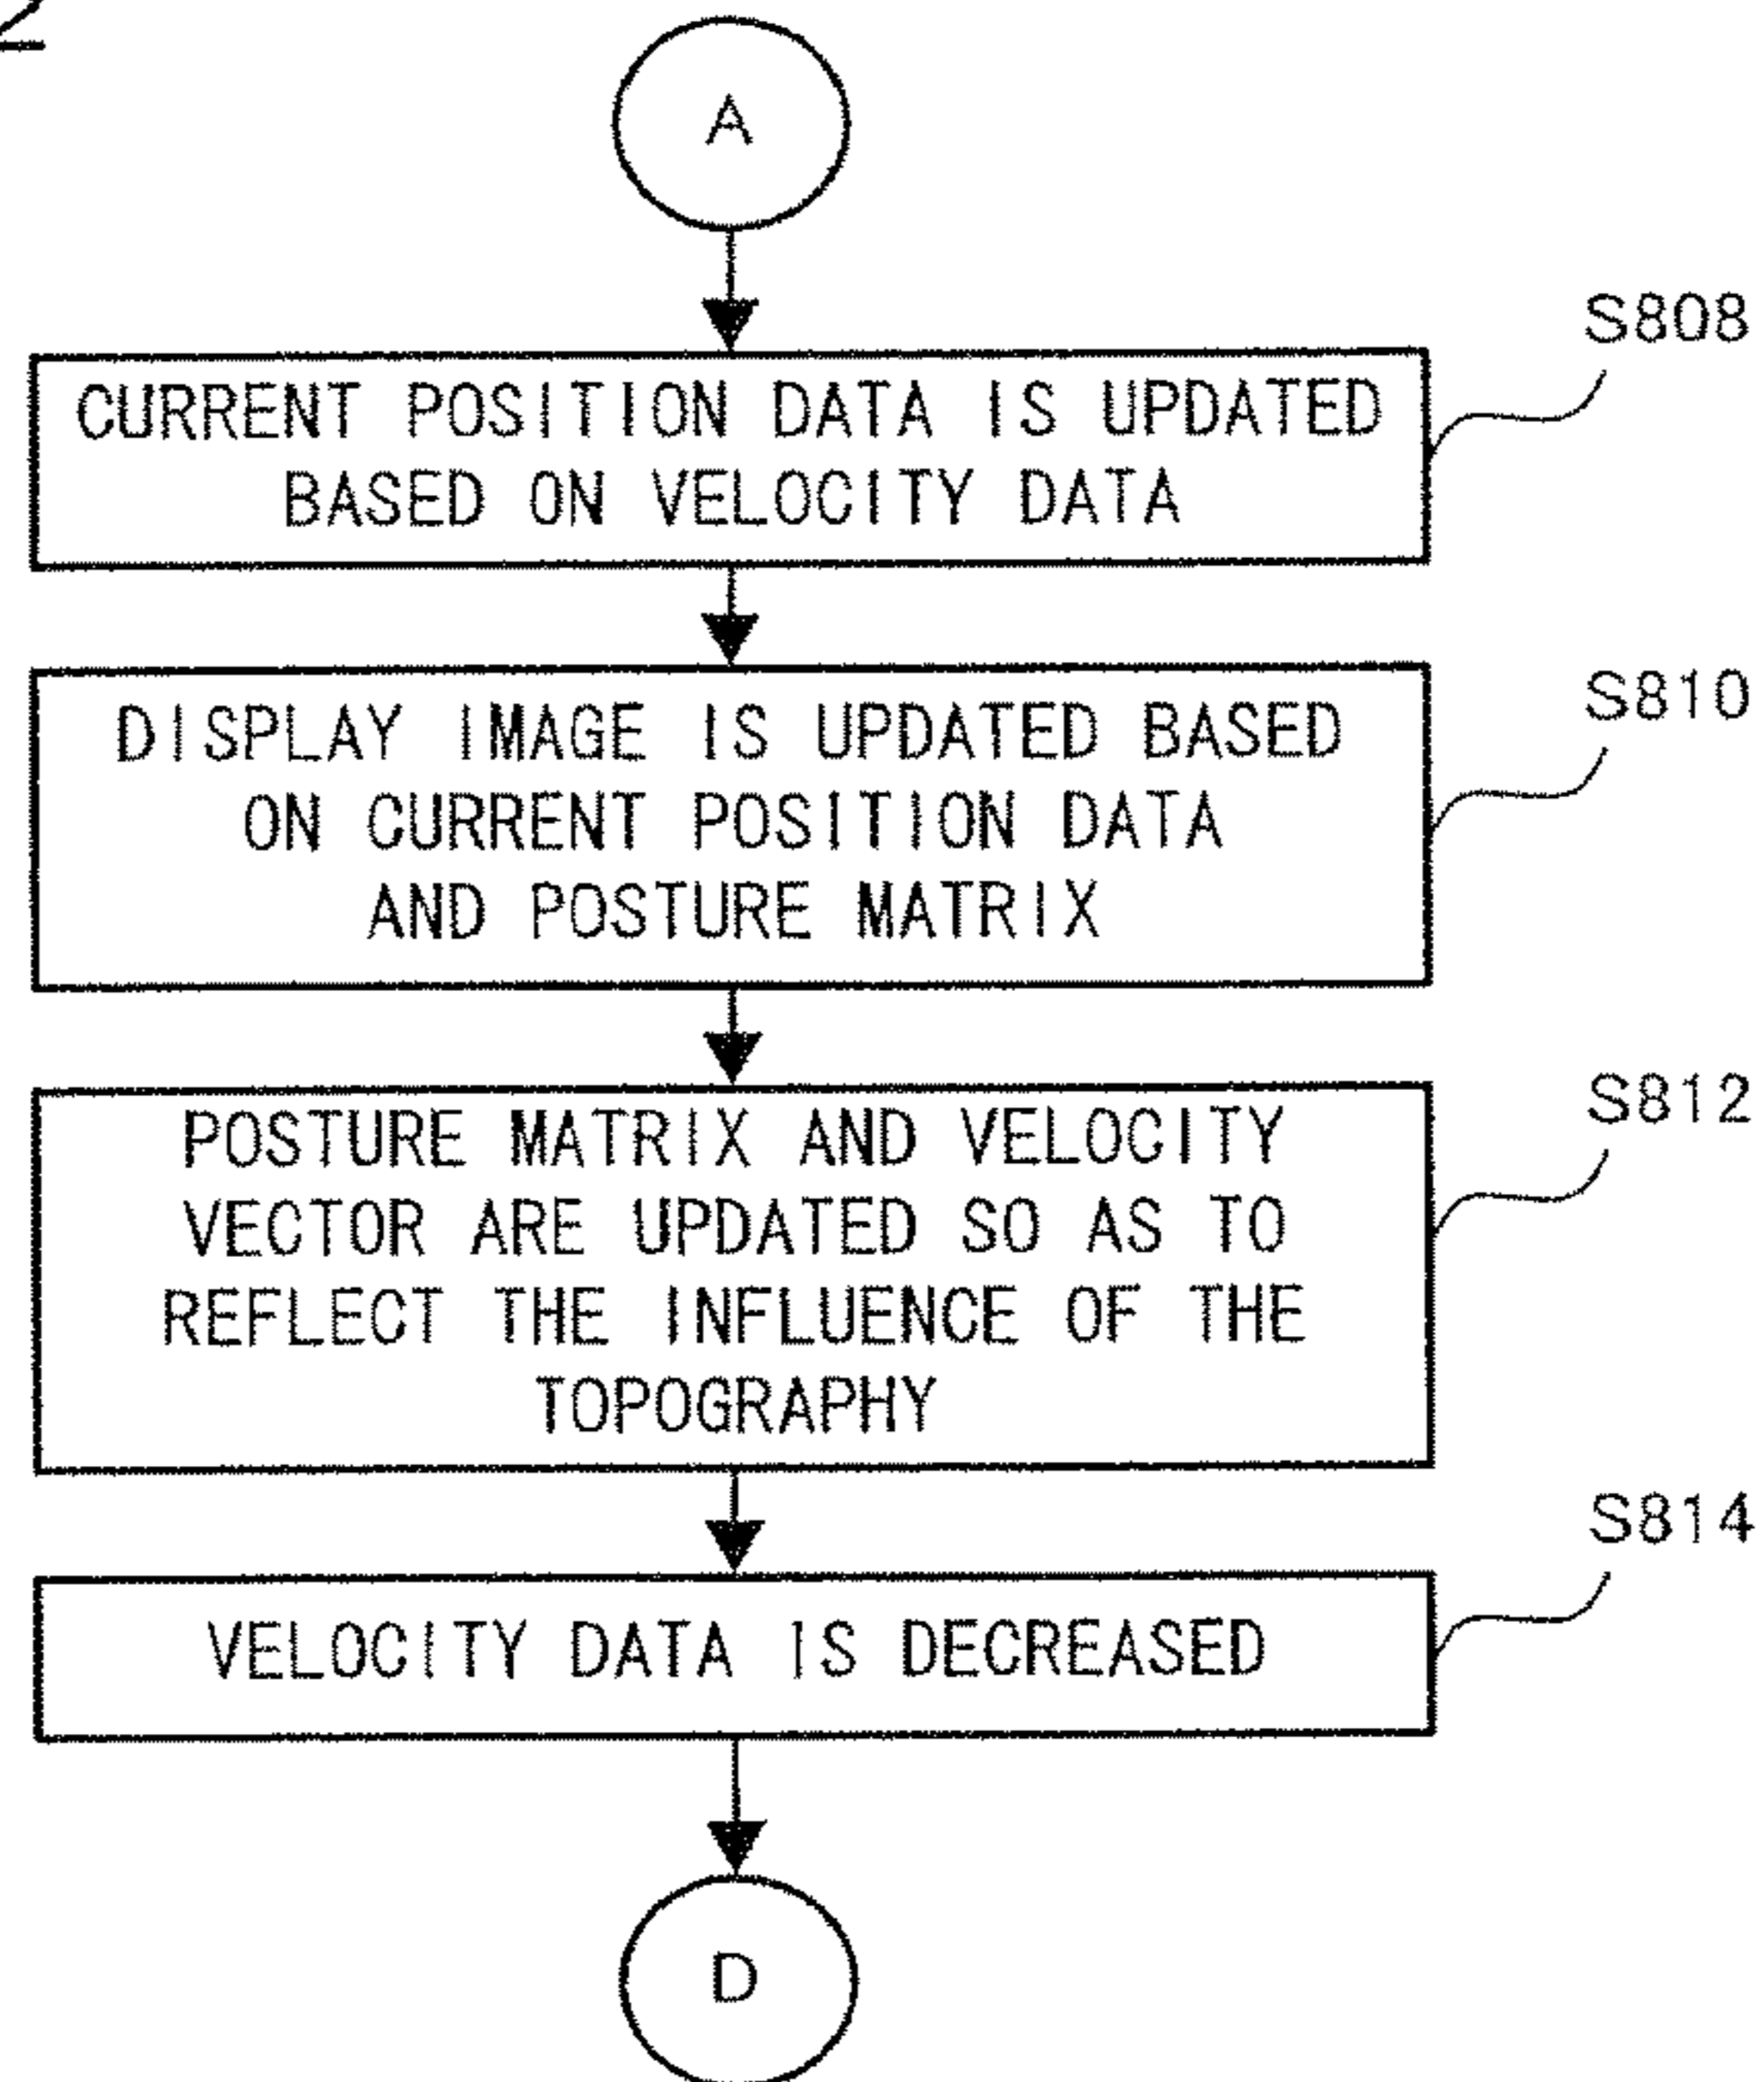 2
A
S808
CURRENT POSITION DATA IS UPDATED
BASED ON VELOCITY DATA
S810
DISPLAY IMAGE IS UPDATED BASED
ON CURRENT POSITION DATA
AND POSTURE MATRIX
S812
POSTURE MATRIX AND VELOCITY
VECTOR ARE UPDATED SO AS TO
REFLECT THE INFLUENCE OF THE
TOPOGRAPHY
S814
VELOCITY DATA IS DECREASED
D